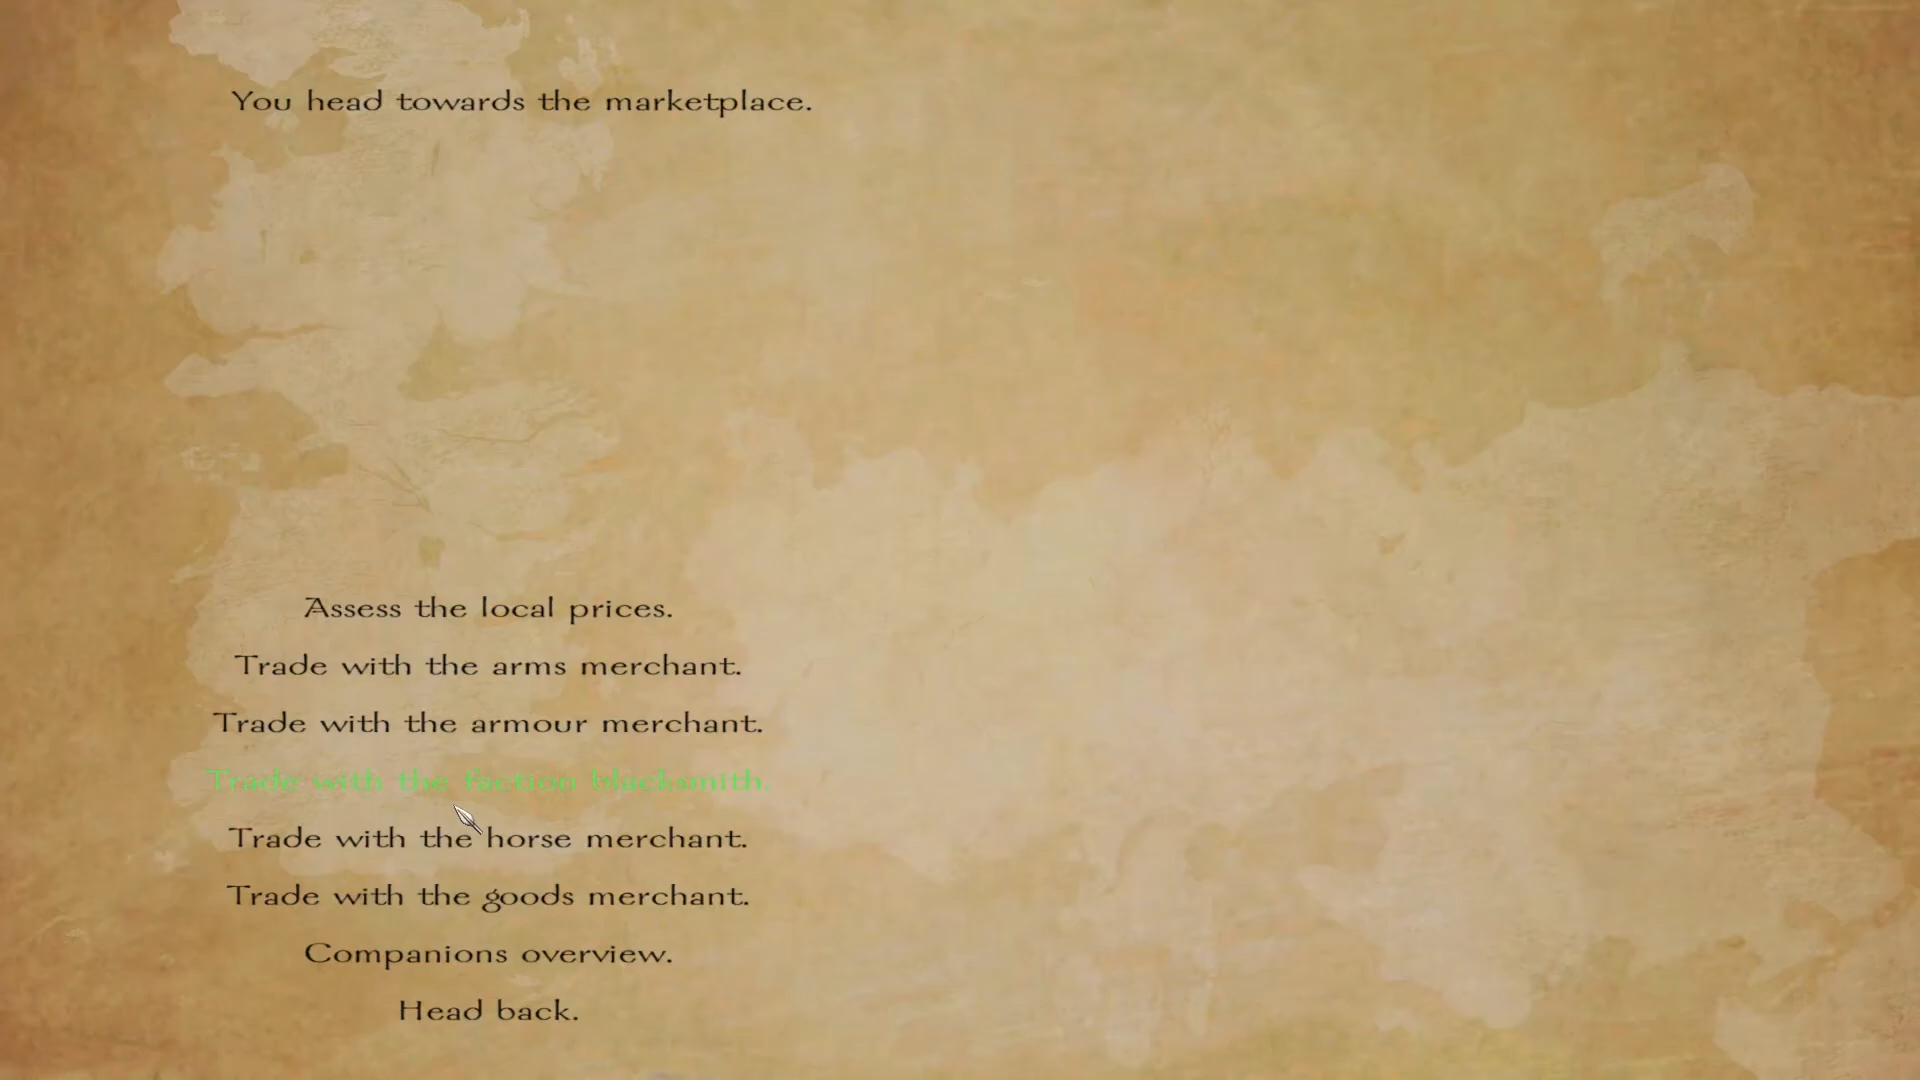 You head towards the marketplace.
Assess the local prices.
Trade with the arms merchant.
Trade with the armour merchant.
Trade with the faction blacksmith.
Trade with the horse merchant.
Trade with the goods merchant.
Companions overview.
Head back.